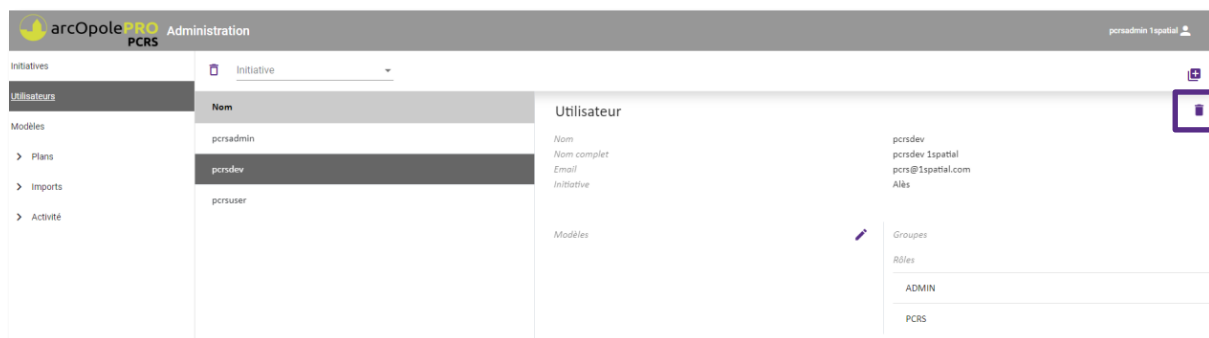 arcOpole PRO
PCRS
Administration
pcrsadmin 1spatial
Initiatives
Utilisateurs
Modèles
Plans
Imports
Activité
Initiative
Nom
pcrsadmin
pcrsdev
pcrsuser
Utilisateur
Nom pcrsdev
Nom complet pcrsdev 1spatial
Email pcrs@1spatial.com
Initiative Alès
Modèles
Groupes
Rôles
ADMIN
PCRS